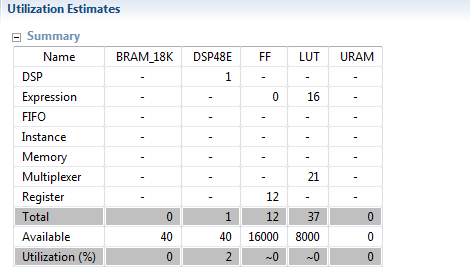 Utilization Estimates
Summary
Name BRAM_18K DSP48E FF LUT URAM
DSP - 1 - - -
Expression - - 0 16 -
FIFO - - - - -
Instance - - - - -
Memory - - - - -
Multiplexer - - - 21 -
Register - - 12 - -
Total 0 1 12 37 0
Available 40 40 16000 8000 0
Utilization (%) 0 2 ~0 ~0 0